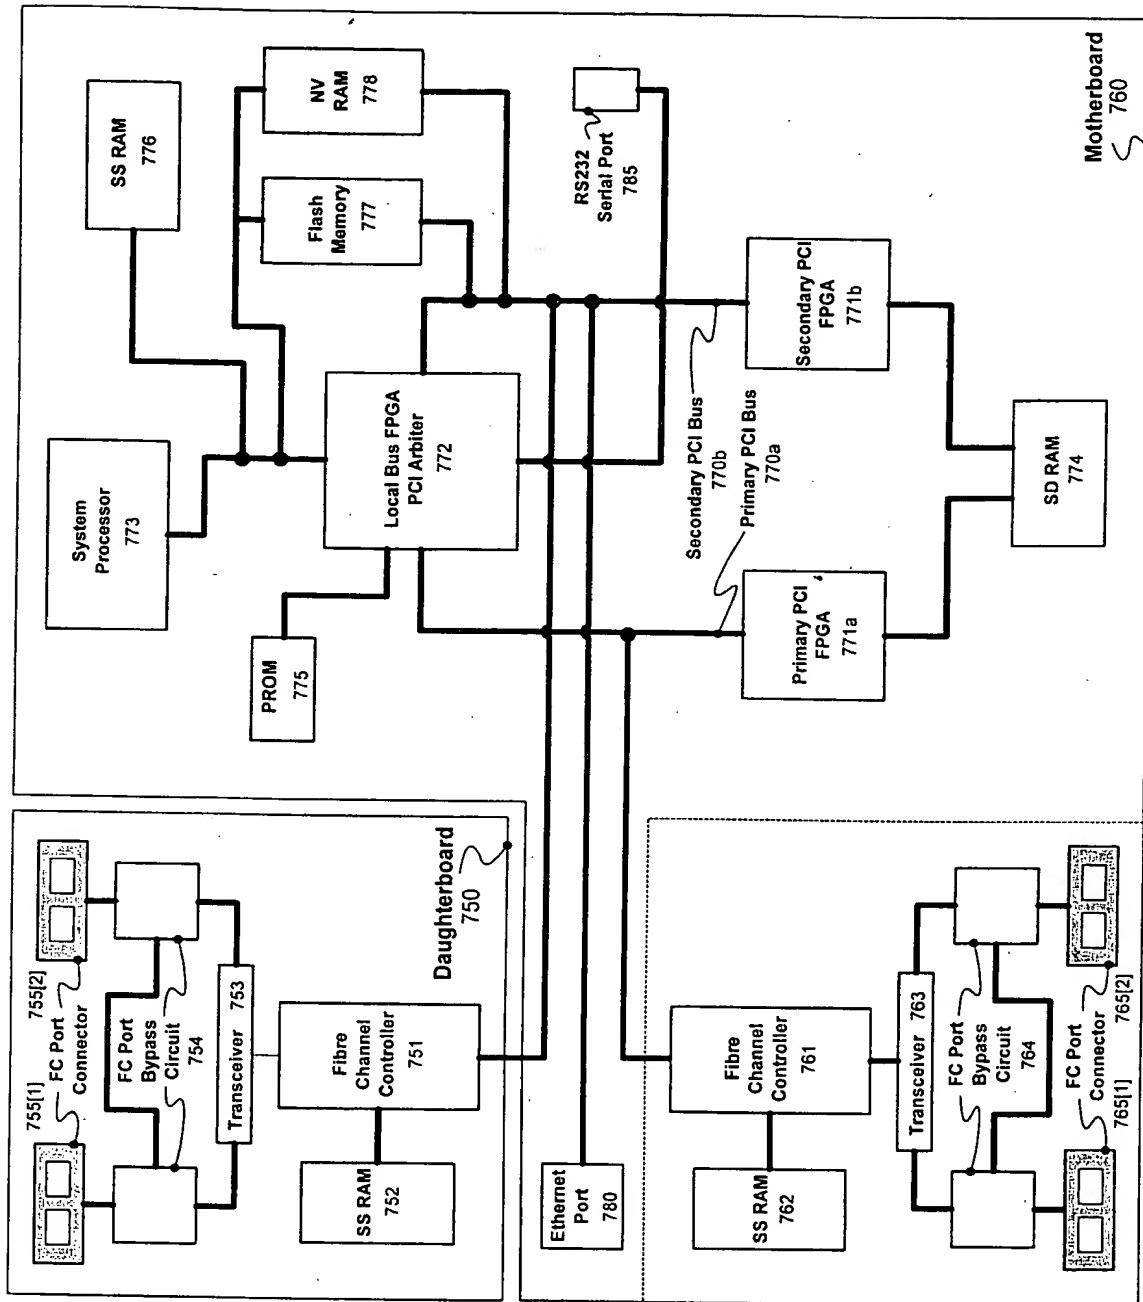 755[1]
755[2]
FC Port
Connector
FC Port
Bypass
Circuit
754
Transceiver 753
Fibre
Channel
Controller
751
SS RAM
752
Daughterboard
750
Ethernet
Port
780
Fibre
Channel
Controller
761
SS RAM
762
Transceiver 763
FC Port
Bypass
Circuit
764
FC Port
Connector
765[1]
765[2]
System
Processor
773
SS RAM
776
PROM
775
Local Bus FPGA
PCI Arbiter
772
Flash
Memory
777
NV
RAM
778
RS232
Serial Port
785
Secondary PCI Bus
770b
Primary PCI Bus
770a
Primary PCI
FPGA
771a
Secondary PCI
FPGA
771b
SD RAM
774
Motherboard
760